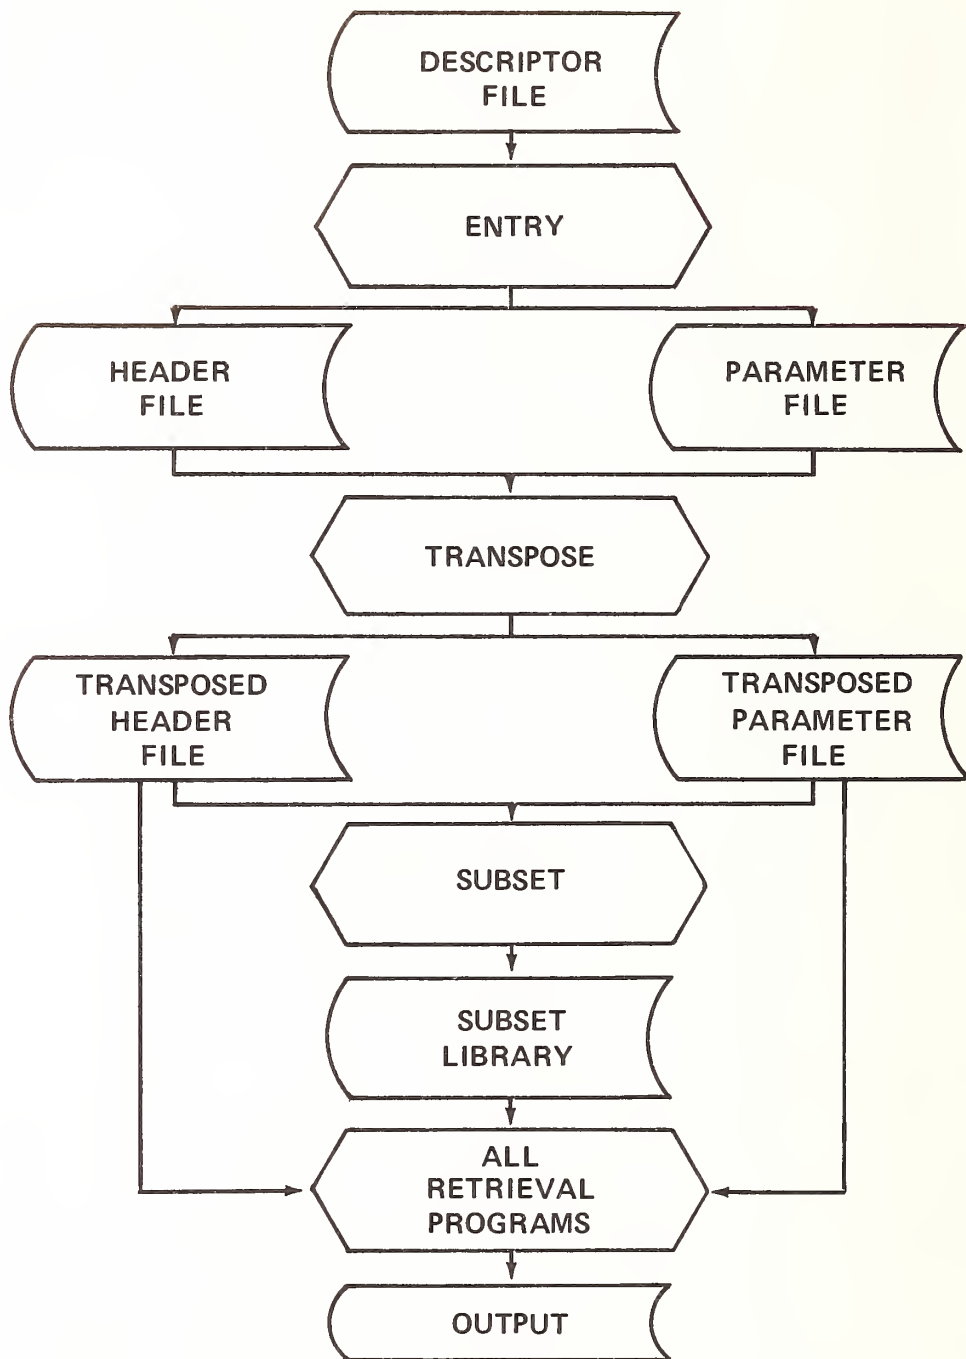 DESCRIPTOR
FILE
ENTRY
HEADER
FILE
PARAMETER
FILE
TRANSPOSE
TRANSPOSED
HEADER
FILE
TRANSPOSED
PARAMETER
FILE
SUBSET
SUBSET
LIBRARY
ALL
RETRIEVAL
PROGRAMS
OUTPUT